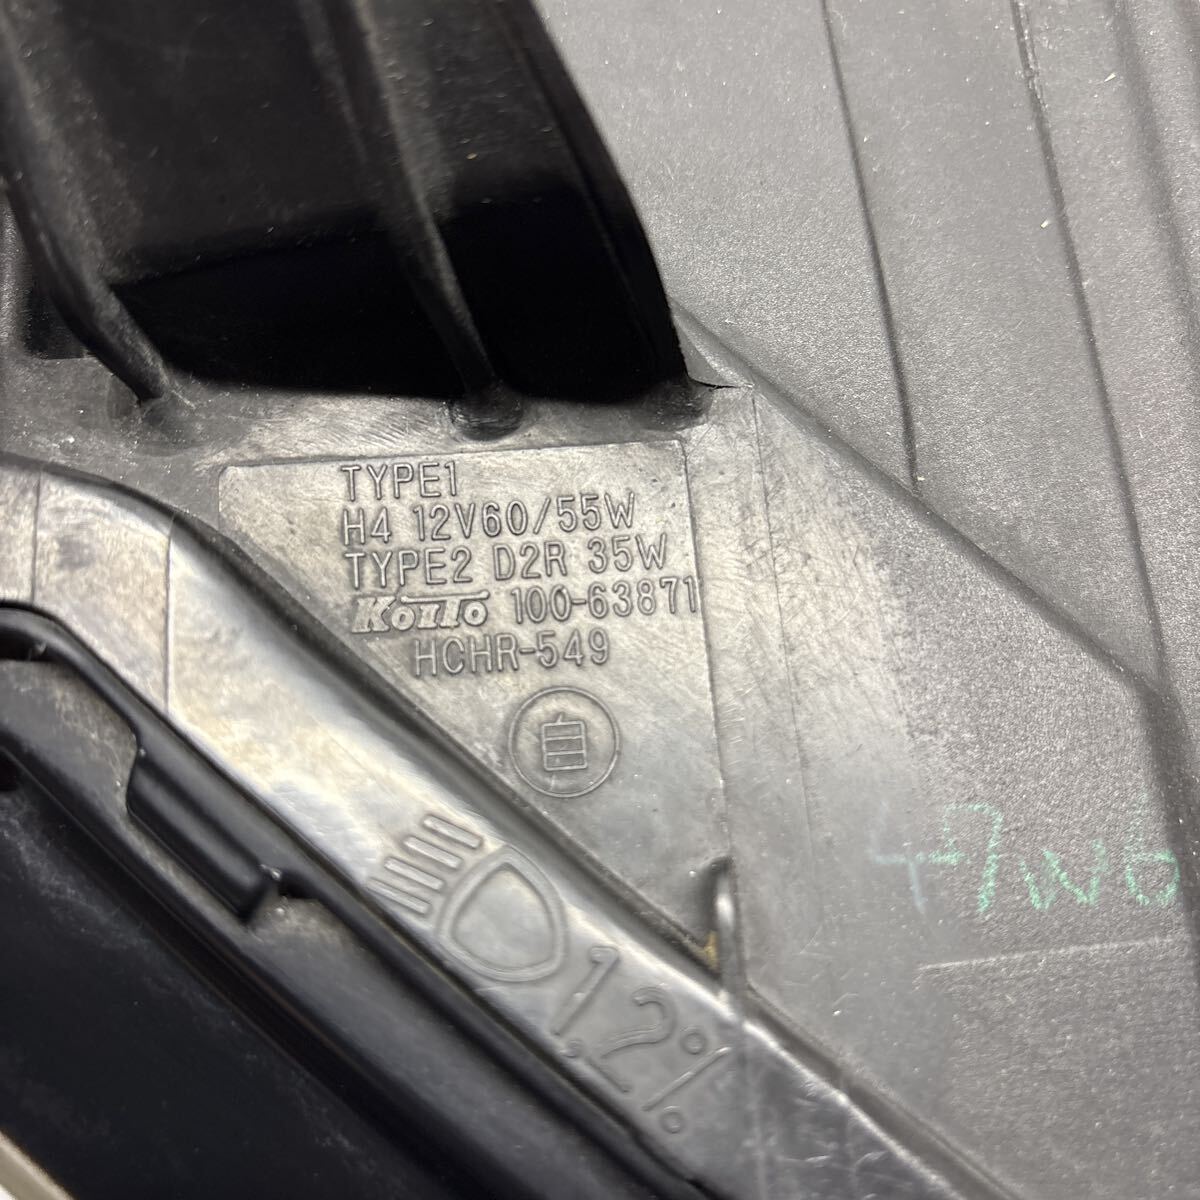 TYPE1
H4 12V60/55W
TYPE2 D2R 35W
KOITO 100-63871
HCHR-549
自
1,2%